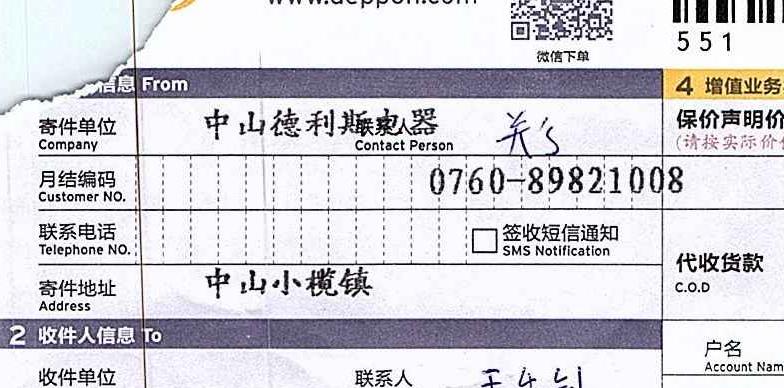 www.deppon.com
微信下单
551
信息 From
4 增值业务
寄件单位 中山德利斯电器 联系人 关's
Company Contact Person
保价声明价
(请按实际价
月结编码 0760-89821008
Customer NO.
联系电话 签收短信通知
Telephone NO. SMS Notification
代收货款
C.O.D
寄件地址 中山小榄镇
Address
2 收件人信息 To
户名
Account Nam
收件单位 联系人